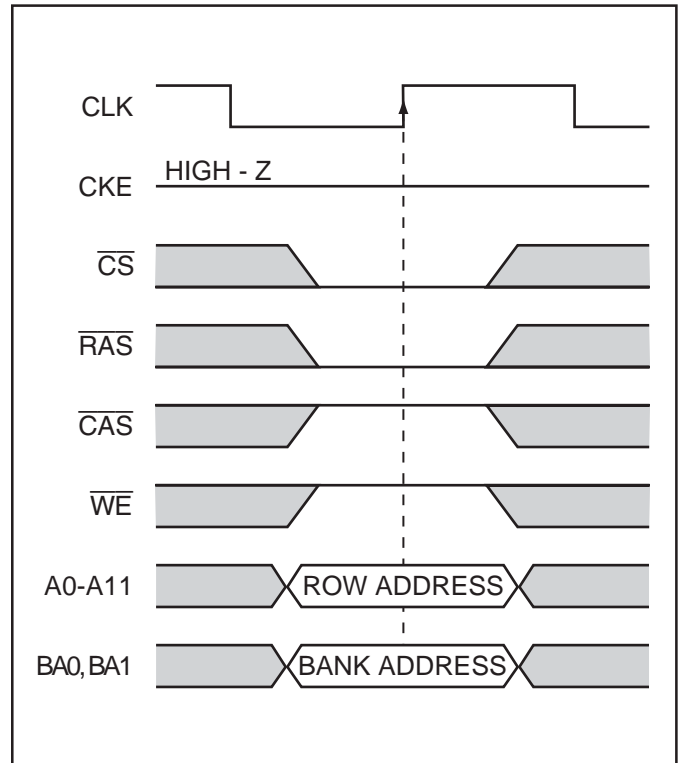 CLK
HIGH - Z
CKE
CS
RAS
CAS
WE
A0-A11 ROW ADDRESS
BA0, BA1 BANK ADDRESS